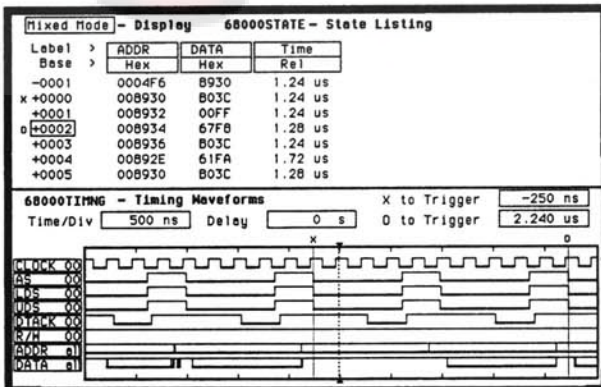 Mixed Mode - Display 68000STATE - State Listing
Label > ADDR DATA Time
Base > Hex Hex Rel
-0001 0004F6 8930 1.24 us
X +0000 008930 B03C 1.24 us
+0001 008932 00FF 1.24 us
O +0002 008934 67F8 1.28 us
+0003 008936 B03C 1.24 us
+0004 00892E 61FA 1.72 us
+0005 008930 B03C 1.28 us
68000TIMNG - Timing Waveforms X to Trigger -250 ns
Time/Div 500 ns Delay 0 s O to Trigger 2.240 us
X O
CLOCK 00
AS 00
LDS 00
UDS 00
DTACK 00
R/W 00
ADDR al
DATA al